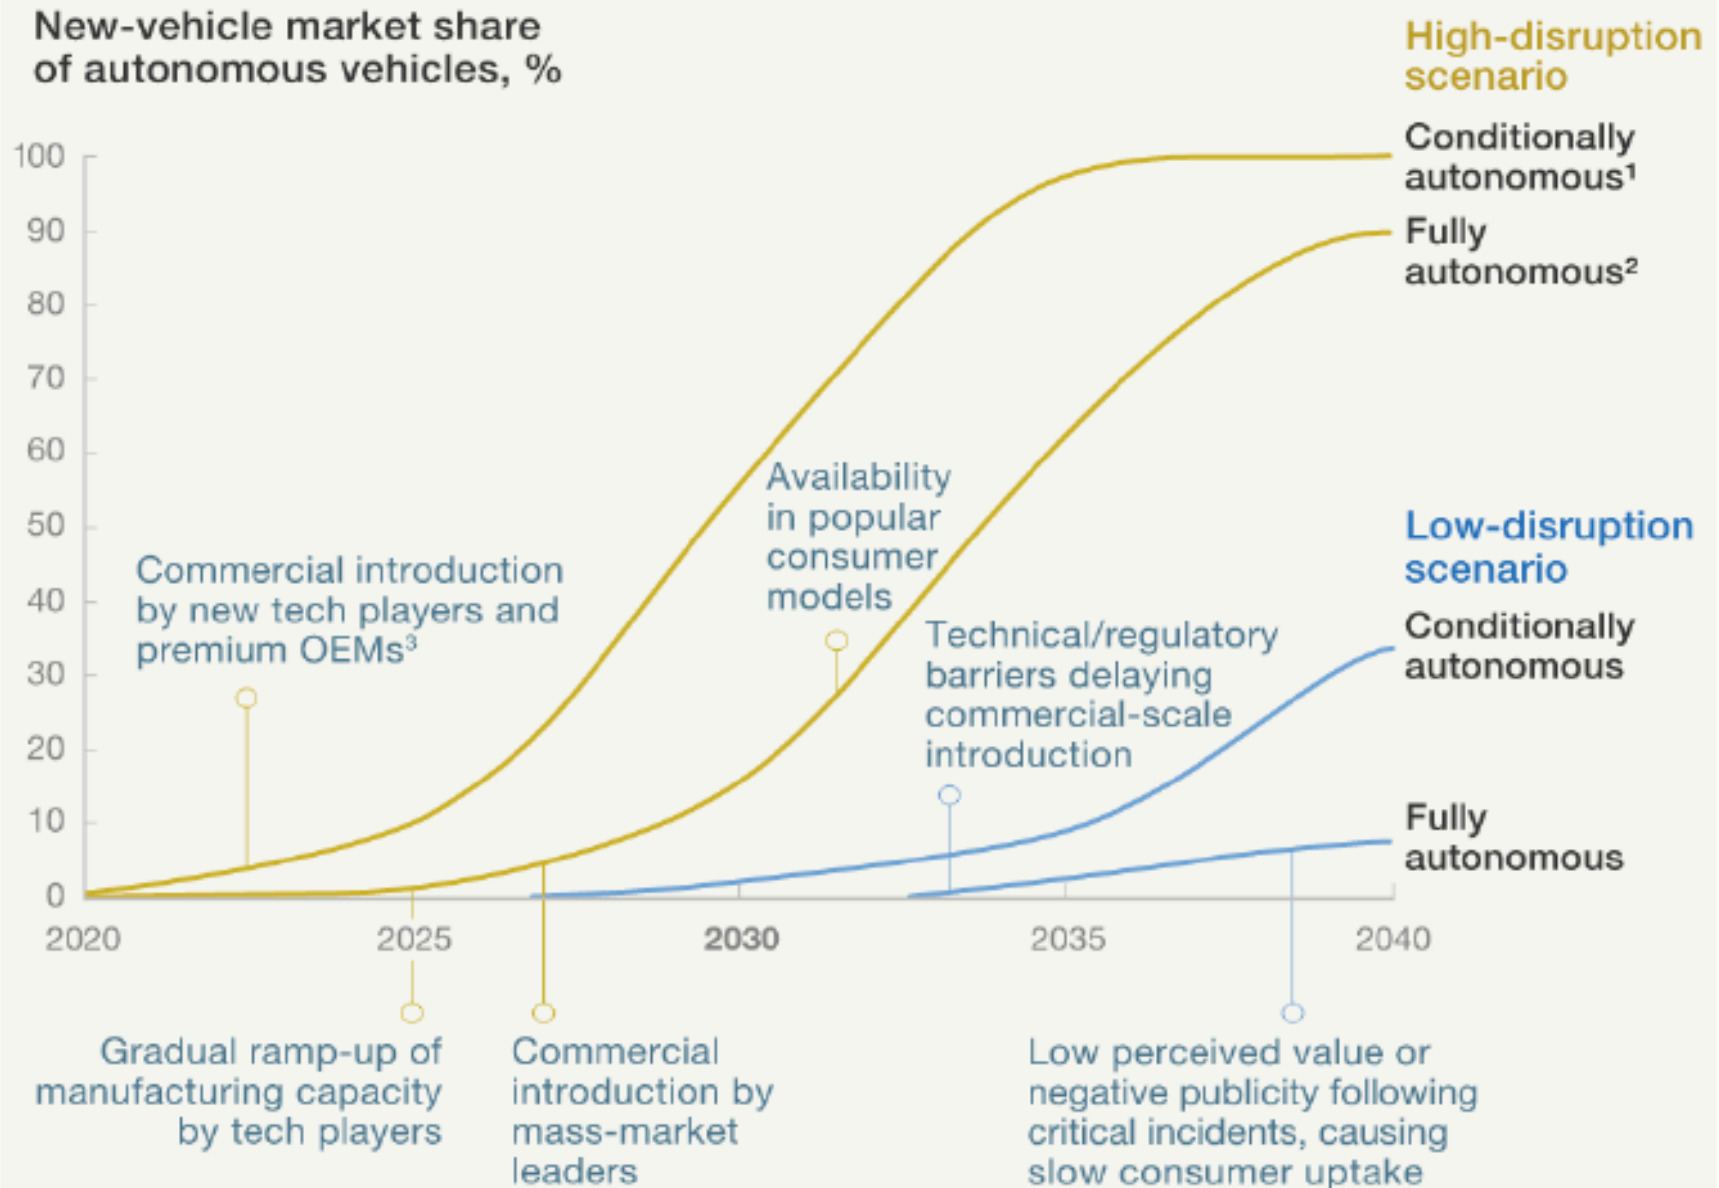 New-vehicle market share
of autonomous vehicles, %
High-disruption
scenario
Conditionally
autonomous¹
Fully
autonomous²
Low-disruption
scenario
Conditionally
autonomous
Fully
autonomous
100
90
80
70
60
50
40
30
20
10
0
Commercial introduction
by new tech players and
premium OEMs³
Availability
in popular
consumer
models
Technical/regulatory
barriers delaying
commercial-scale
introduction
2020
2025
2030
2035
2040
Gradual ramp-up of
manufacturing capacity
by tech players
Commercial
introduction by
mass-market
leaders
Low perceived value or
negative publicity following
critical incidents, causing
slow consumer uptake